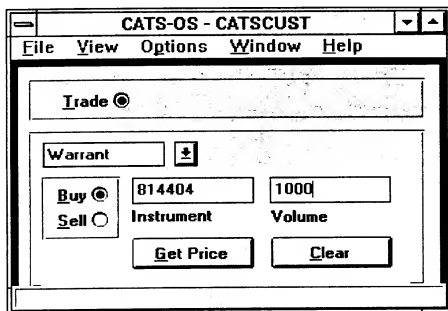 CATS-OS - CATSCUST
File View Options Window Help
Trade
Warrant
Buy 814404 1000
Sell Instrument Volume
Get Price Clear